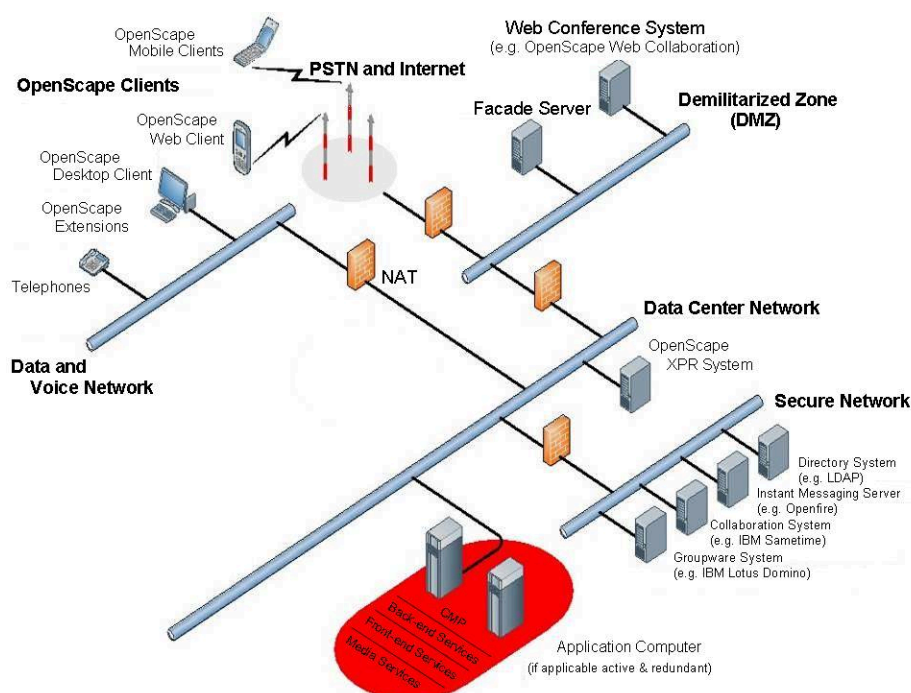 OpenScape
Mobile Clients
PSTN and Internet
OpenScape Clients
OpenScape
Web Client
OpenScape
Desktop Client
OpenScape
Extensions
Telephones
Data and
Voice Network
NAT
Web Conference System
(e.g. OpenScape Web Collaboration)
Facade Server
Demilitarized Zone
(DMZ)
Data Center Network
OpenScape
XPR System
Secure Network
Directory System
(e.g. LDAP)
Instant Messaging Server
(e.g. Openfire)
Collaboration System
(e.g. IBM Sametime)
Groupware System
(e.g. IBM Lotus Domino)
CMP
Back-end Services
Front-end Services
Media Services
Application Computer
(if applicable active & redundant)